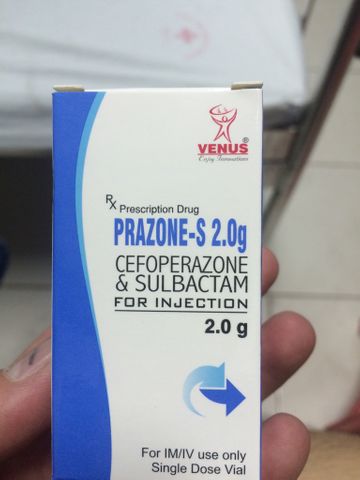 VENUS®
Enjoy Innovations
Rx Prescription Drug
PRAZONE-S 2.0g
CEFOPERAZONE
& SULBACTAM
FOR INJECTION
2.0 g
For IM/IV use only
Single Dose Vial